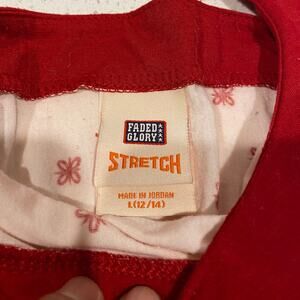 FADED
GLORY
STRETCH
MADE IN JORDAN
L(12/14)